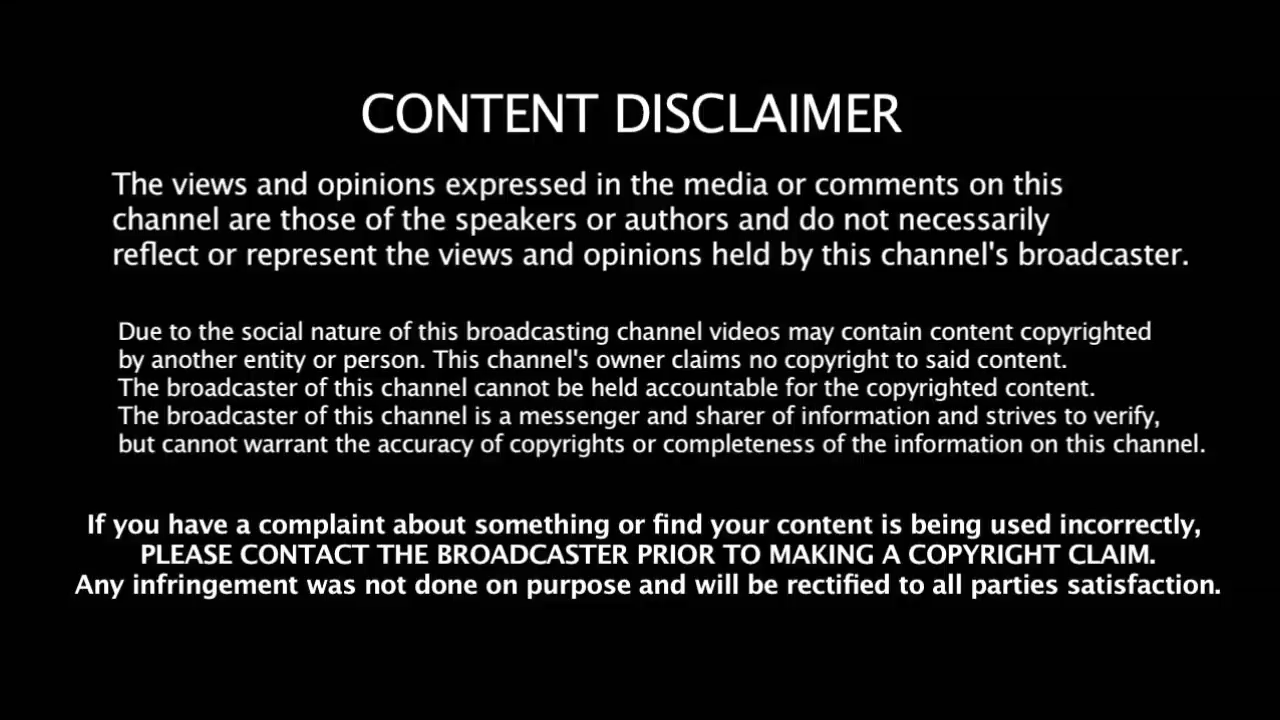 CONTENT DISCLAIMER
The views and opinions expressed in the media or comments on this
channel are those of the speakers or authors and do not necessarily
reflect or represent the views and opinions held by this channel's broadcaster.
Due to the social nature of this broadcasting channel videos may contain content copyrighted
by another entity or person. This channel's owner claims no copyright to said content.
The broadcaster of this channel cannot be held accountable for the copyrighted content.
The broadcaster of this channel is a messenger and sharer of information and strives to verify,
but cannot warrant the accuracy of copyrights or completeness of the information on this channel.
If you have a complaint about something or find your content is being used incorrectly,
PLEASE CONTACT THE BROADCASTER PRIOR TO MAKING A COPYRIGHT CLAIM.
Any infringement was not done on purpose and will be rectified to all parties satisfaction.